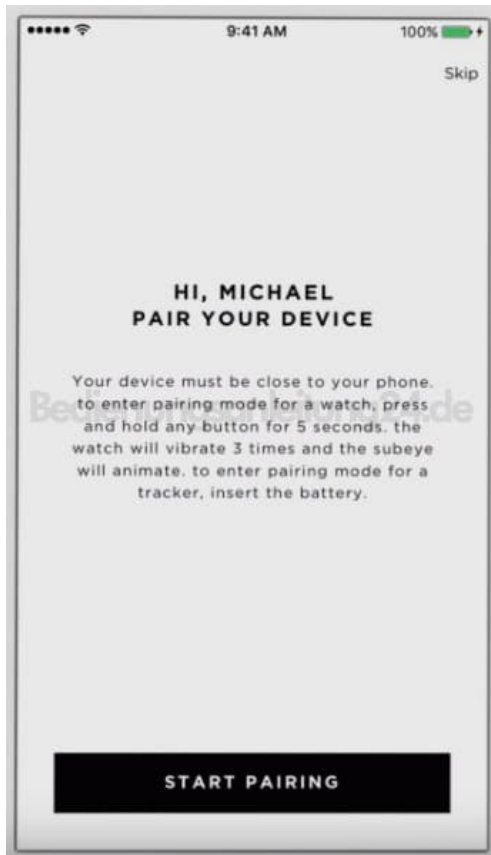 9:41 AM
100%
Skip
HI, MICHAEL
PAIR YOUR DEVICE
Your device must be close to your phone.
to enter pairing mode for a watch, press
and hold any button for 5 seconds. the
watch will vibrate 3 times and the subeye
will animate. to enter pairing mode for a
tracker, insert the battery.
Bedienungsanleitung24.de
START PAIRING